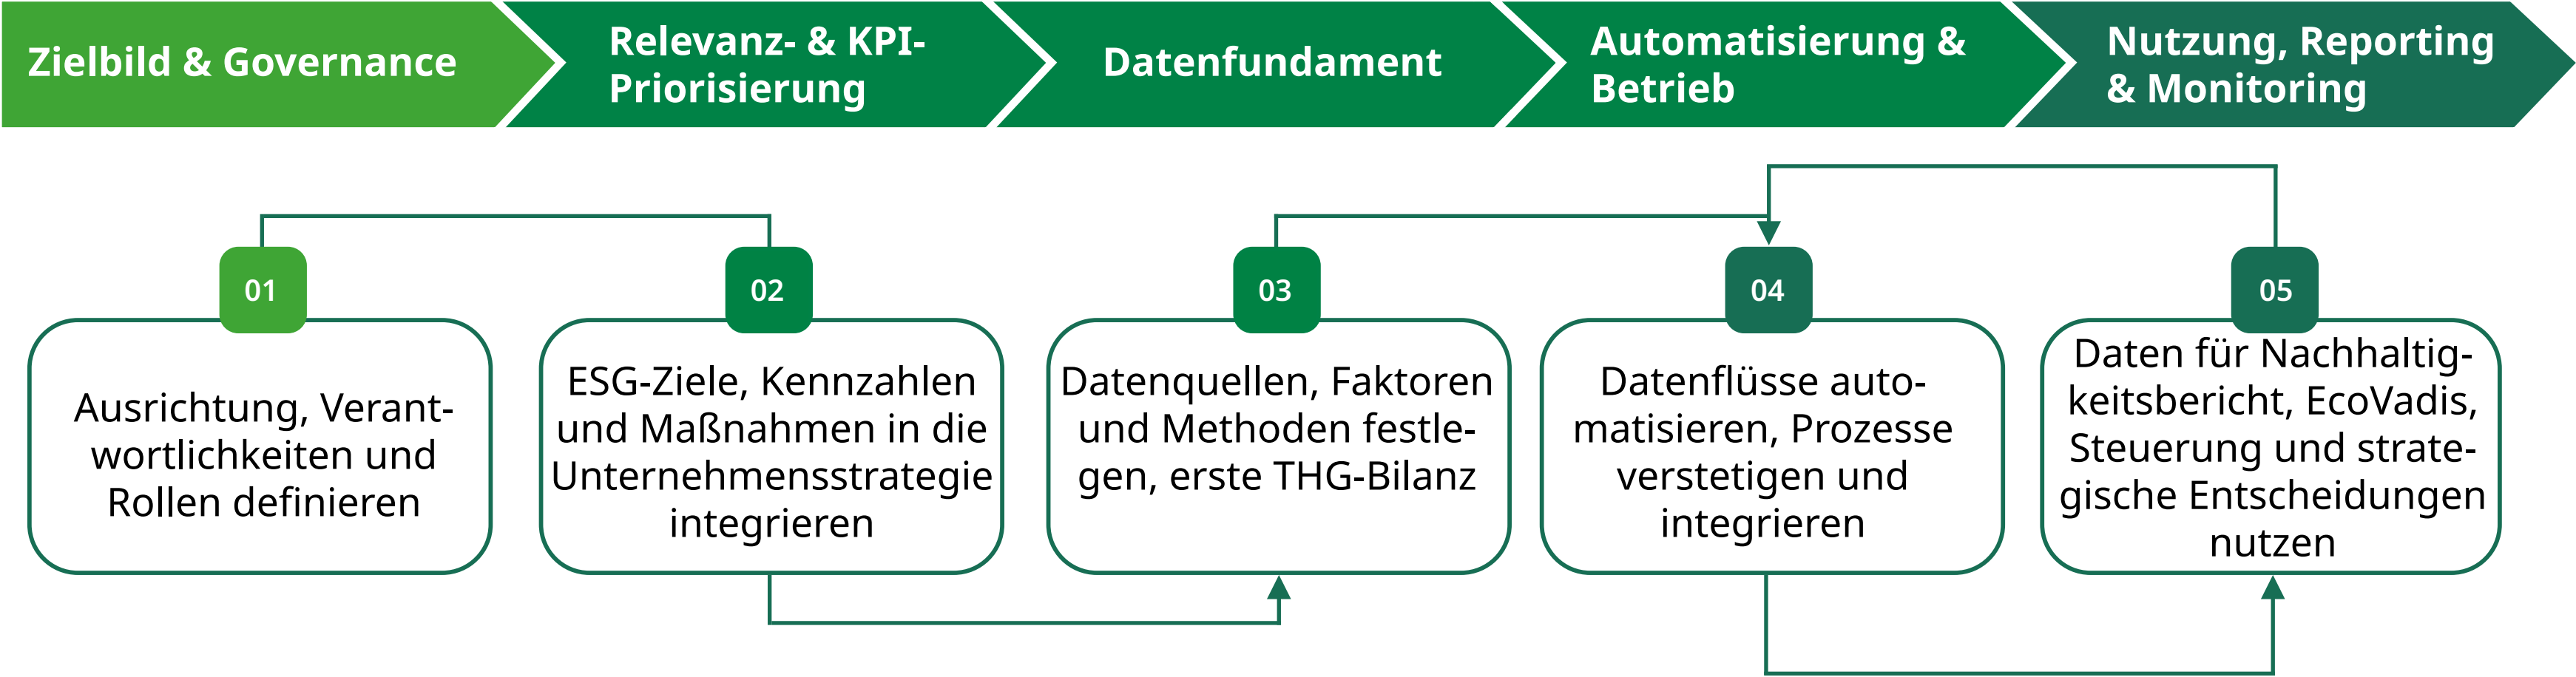 Zielbild & Governance
Relevanz- & KPI-
Priorisierung
Datenfundament
Automatisierung &
Betrieb
Nutzung, Reporting
& Monitoring
01
Ausrichtung, Verant-
wortlichkeiten und
Rollen definieren
02
ESG-Ziele, Kennzahlen
und Maßnahmen in die
Unternehmensstrategie
integrieren
03
Datenquellen, Faktoren
und Methoden festle-
gen, erste THG-Bilanz
04
Datenflüsse auto-
matisieren, Prozesse
verstetigen und
integrieren
05
Daten für Nachhaltig-
keitsbericht, EcoVadis,
Steuerung und strate-
gische Entscheidungen
nutzen